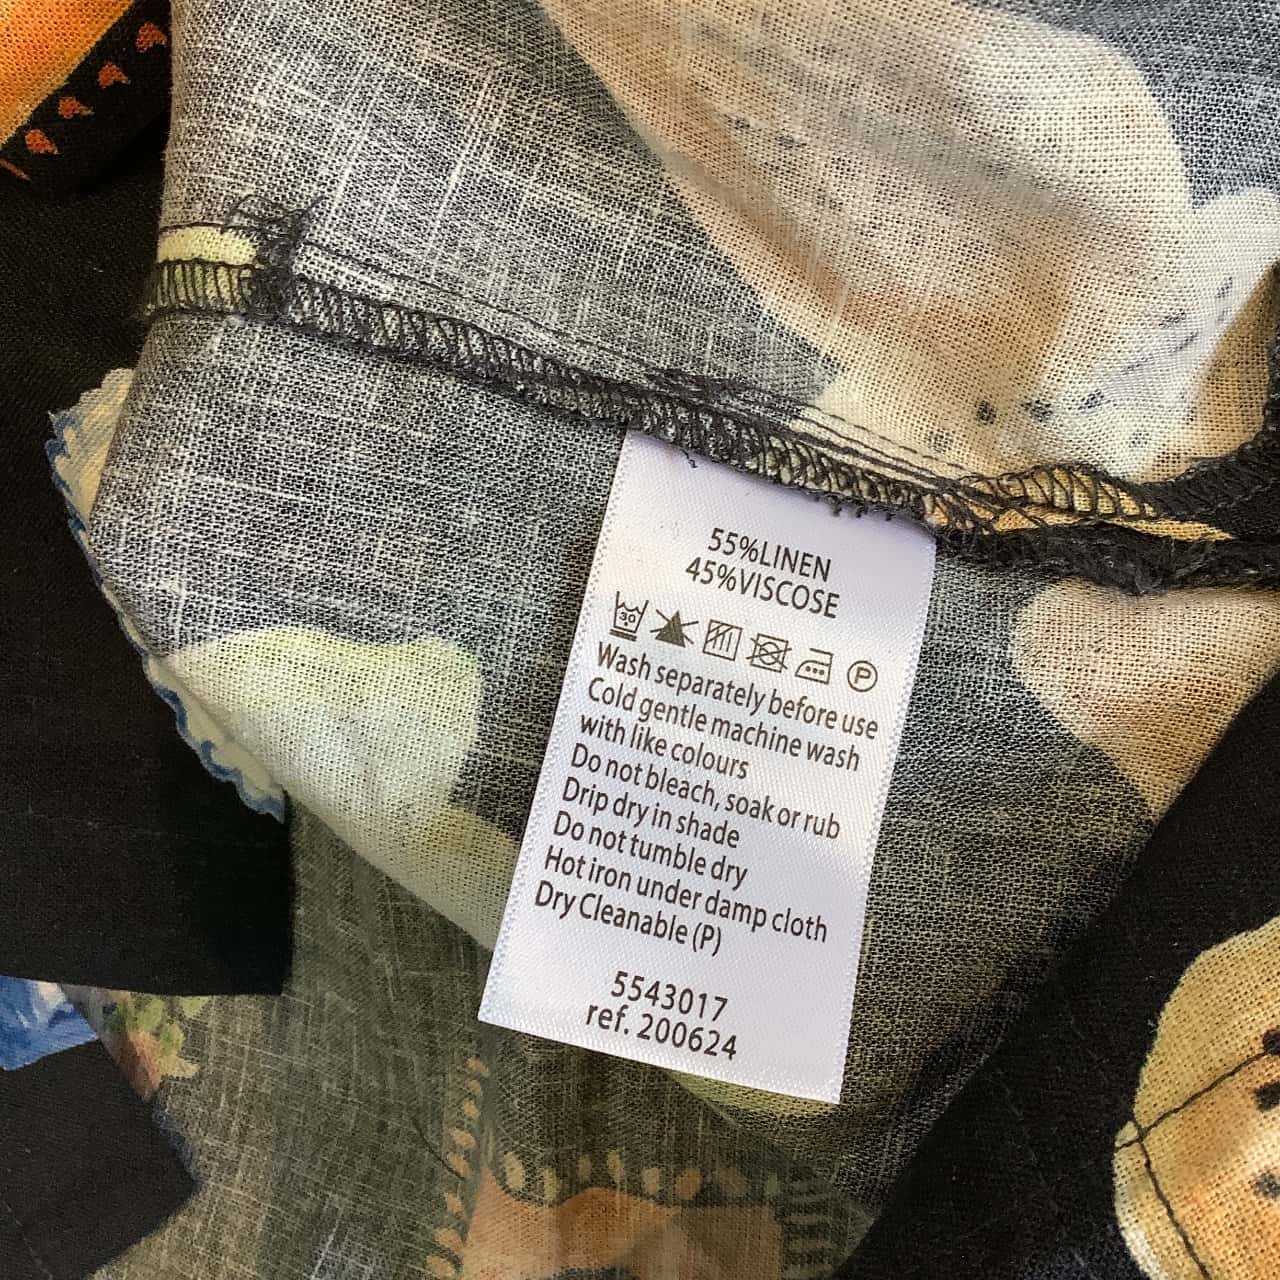 55%LINEN
45%VISCOSE
30
P
Wash separately before use
Cold gentle machine wash
with like colours
Do not bleach, soak or rub
Drip dry in shade
Do not tumble dry
Hot iron under damp cloth
Dry Cleanable (P)
5543017
ref. 200624